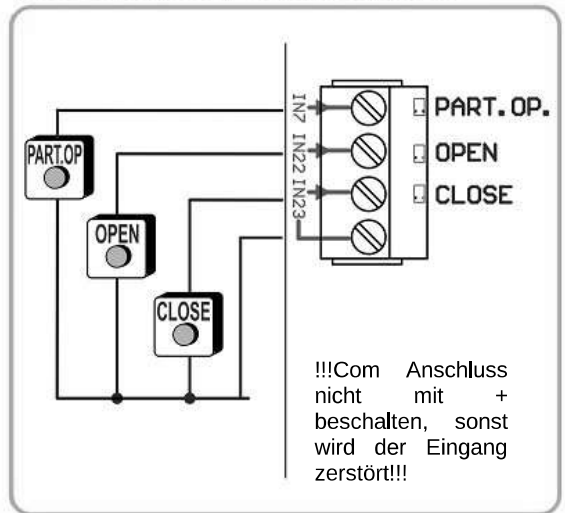 IN7
PART. OP.
IN22
OPEN
IN23
CLOSE
PART.OP
OPEN
CLOSE
!!!Com Anschluss
nicht mit +
beschalten, sonst
wird der Eingang
zerstört!!!